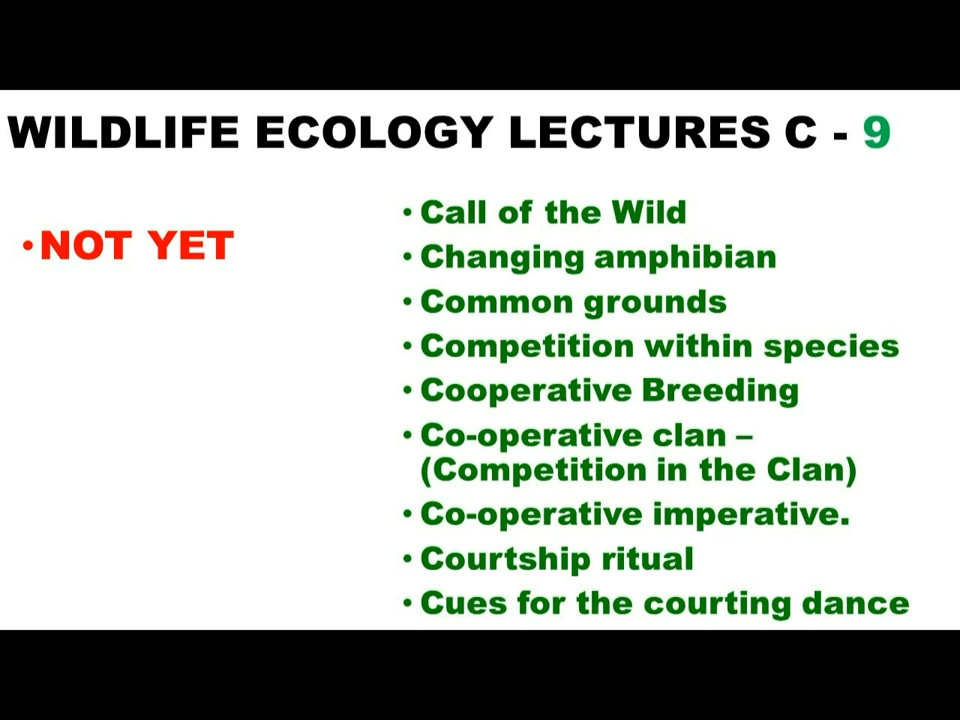 WILDLIFE ECOLOGY LECTURES C - 9
• NOT YET
• Call of the Wild
• Changing amphibian
• Common grounds
• Competition within species
• Cooperative Breeding
• Co-operative clan –
(Competition in the Clan)
• Co-operative imperative.
• Courtship ritual
• Cues for the courting dance